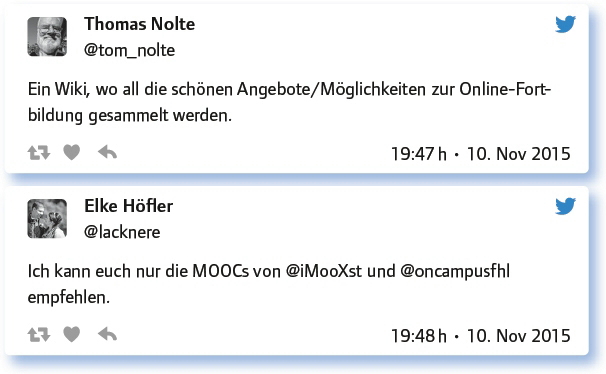 Thomas Nolte
@tom_nolte
Ein Wiki, wo all die schönen Angebote/Möglichkeiten zur Online-Fort-
bildung gesammelt werden.
19:47 h • 10. Nov 2015
Elke Höfler
@lacknere
Ich kann euch nur die MOOCs von @iMooXst und @oncampusfhl
empfehlen.
19:48 h • 10. Nov 2015